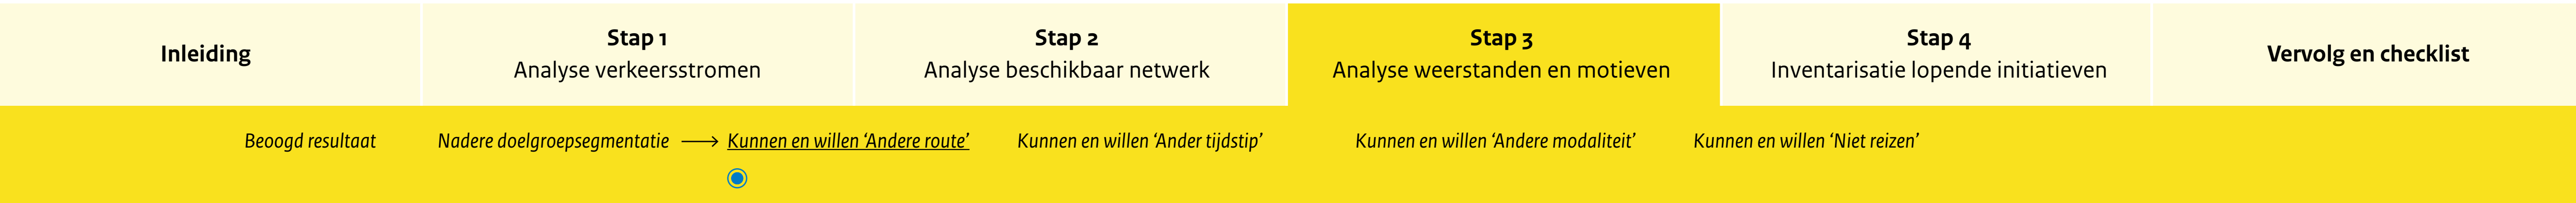 Inleiding
Stap 1
Analyse verkeersstromen
Stap 2
Analyse beschikbaar netwerk
Stap 3
Analyse weerstanden en motieven
Stap 4
Inventarisatie lopende initiatieven
Vervolg en checklist
Beoogd resultaat
Nadere doelgroepsegmentatie → Kunnen en willen ‘Andere route’
Kunnen en willen ‘Ander tijdstip’
Kunnen en willen ‘Andere modaliteit’
Kunnen en willen ‘Niet reizen’